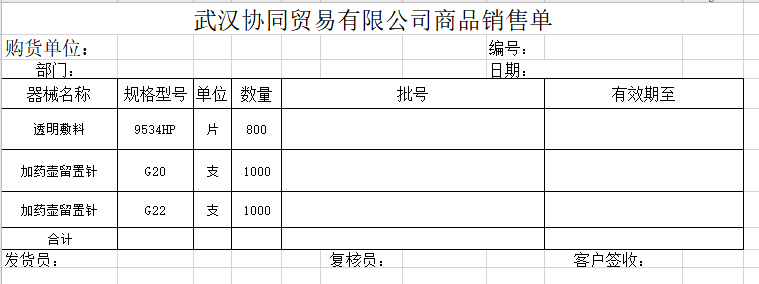 武汉协同贸易有限公司商品销售单
购货单位： 编号：
部门： 日期：
器械名称 规格型号 单位 数量 批号 有效期至
透明敷料 9534HP 片 800
加药壶留置针 G20 支 1000
加药壶留置针 G22 支 1000
合计
发货员： 复核员： 客户签收：